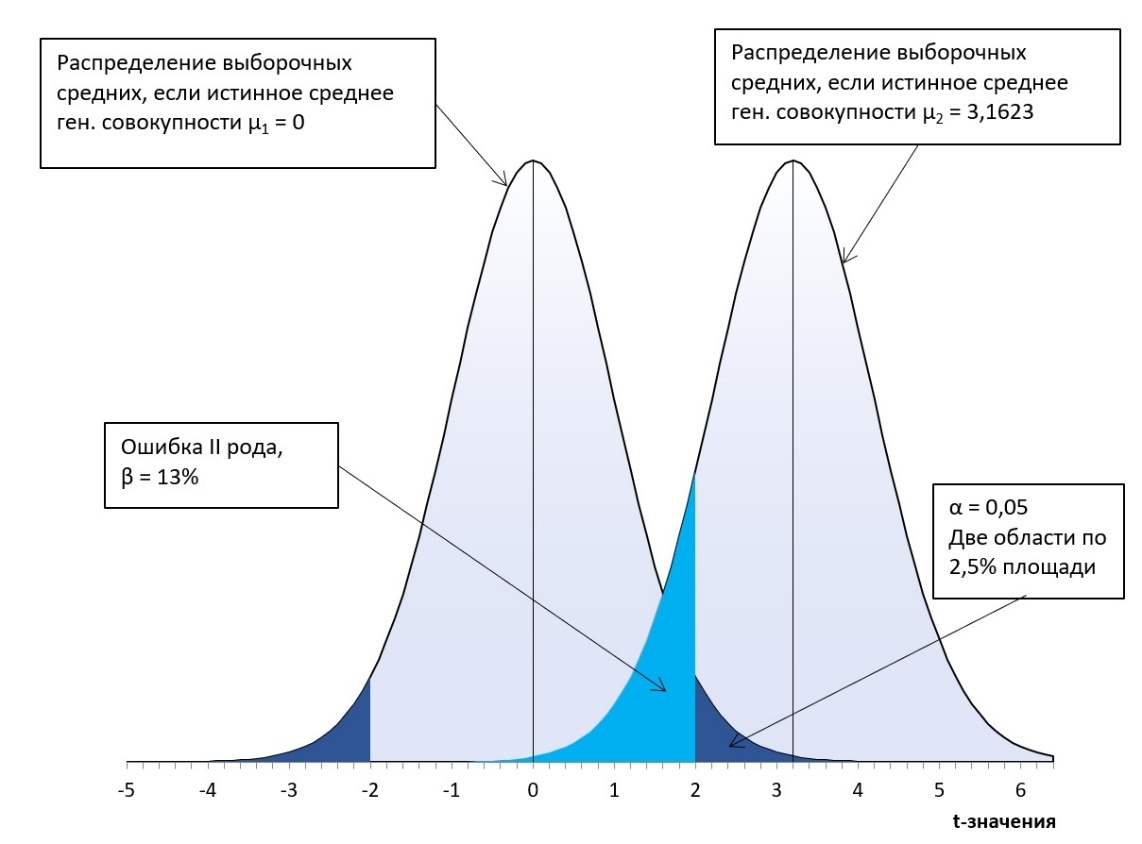 Распределение выборочных
средних, если истинное среднее
ген. совокупности μ₁ = 0
Распределение выборочных
средних, если истинное среднее
ген. совокупности μ₂ = 3,1623
Ошибка II рода,
β = 13%
α = 0,05
Две области по
2,5% площади
-5 -4 -3 -2 -1 0 1 2 3 4 5 6
t-значения